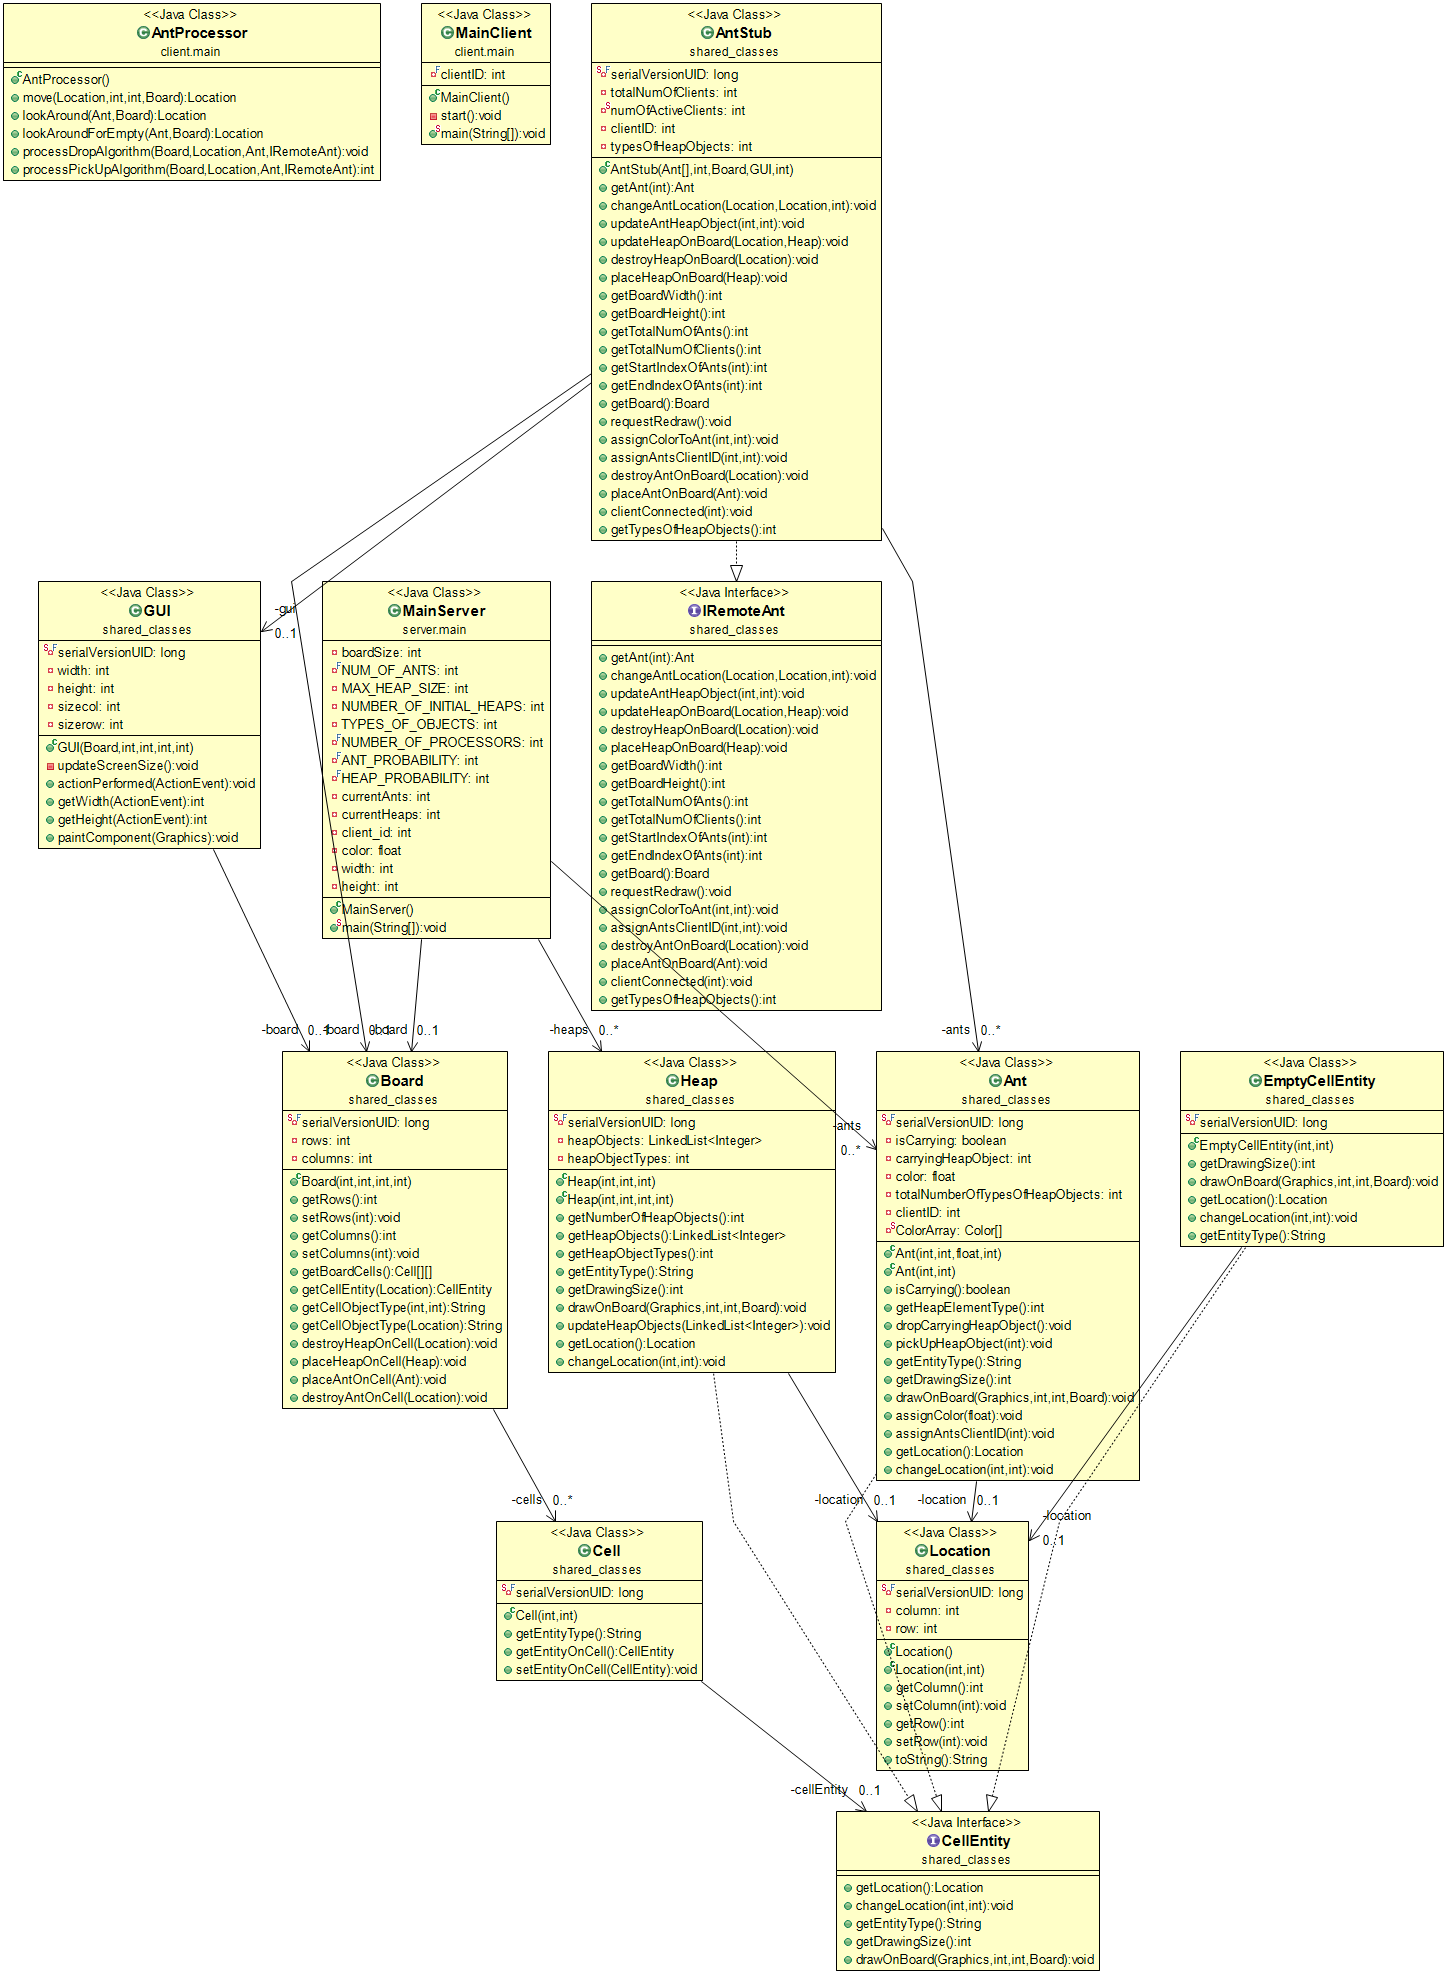 <<Java Class>>
AntProcessor
client.main
AntProcessor()
move(Location,int,int,Board):Location
lookAround(Ant,Board):Location
lookAroundForEmpty(Ant,Board):Location
processDropAlgorithm(Board,Location,Ant,IRemoteAnt):void
processPickUpAlgorithm(Board,Location,Ant,IRemoteAnt):int
<<Java Class>>
MainClient
client.main
clientID: int
MainClient()
start():void
main(String[]):void
<<Java Class>>
AntStub
shared_classes
serialVersionUID: long
totalNumOfClients: int
numOfActiveClients: int
clientID: int
typesOfHeapObjects: int
AntStub(Ant[],int,Board,GUI,int)
getAnt(int):Ant
changeAntLocation(Location,Location,int):void
updateAntHeapObject(int,int):void
updateHeapOnBoard(Location,Heap):void
destroyHeapOnBoard(Location):void
placeHeapOnBoard(Heap):void
getBoardWidth():int
getBoardHeight():int
getTotalNumOfAnts():int
getTotalNumOfClients():int
getStartIndexOfAnts(int):int
getEndIndexOfAnts(int):int
getBoard():Board
requestRedraw():void
assignColorToAnt(int,int):void
assignAntsClientID(int,int):void
destroyAntOnBoard(Location):void
placeAntOnBoard(Ant):void
clientConnected(int):void
getTypesOfHeapObjects():int
<<Java Class>>
GUI
shared_classes
serialVersionUID: long
width: int
height: int
sizecol: int
sizerow: int
GUI(Board,int,int,int,int)
updateScreenSize():void
actionPerformed(ActionEvent):void
getWidth(ActionEvent):int
getHeight(ActionEvent):int
paintComponent(Graphics):void
-gui
0..1
<<Java Class>>
MainServer
server.main
boardSize: int
NUM_OF_ANTS: int
MAX_HEAP_SIZE: int
NUMBER_OF_INITIAL_HEAPS: int
TYPES_OF_OBJECTS: int
NUMBER_OF_PROCESSORS: int
ANT_PROBABILITY: int
HEAP_PROBABILITY: int
currentAnts: int
currentHeaps: int
client_id: int
color: float
width: int
height: int
MainServer()
main(String[]):void
<<Java Interface>>
IRemoteAnt
shared_classes
getAnt(int):Ant
changeAntLocation(Location,Location,int):void
updateAntHeapObject(int,int):void
updateHeapOnBoard(Location,Heap):void
destroyHeapOnBoard(Location):void
placeHeapOnBoard(Heap):void
getBoardWidth():int
getBoardHeight():int
getTotalNumOfAnts():int
getTotalNumOfClients():int
getStartIndexOfAnts(int):int
getEndIndexOfAnts(int):int
getBoard():Board
requestRedraw():void
assignColorToAnt(int,int):void
assignAntsClientID(int,int):void
destroyAntOnBoard(Location):void
placeAntOnBoard(Ant):void
clientConnected(int):void
getTypesOfHeapObjects():int
-board 0..1
-board 0..1
-board 0..1
-heaps 0..*
-ants 0..*
-ants
0..*
<<Java Class>>
Board
shared_classes
serialVersionUID: long
rows: int
columns: int
Board(int,int,int,int)
getRows():int
setRows(int):void
getColumns():int
setColumns(int):void
getBoardCells():Cell[][]
getCellEntity(Location):CellEntity
getCellObjectType(int,int):String
getCellObjectType(Location):String
destroyHeapOnCell(Location):void
placeHeapOnCell(Heap):void
placeAntOnCell(Ant):void
destroyAntOnCell(Location):void
<<Java Class>>
Heap
shared_classes
serialVersionUID: long
heapObjects: LinkedList<Integer>
heapObjectTypes: int
Heap(int,int,int)
Heap(int,int,int,int)
getNumberOfHeapObjects():int
getHeapObjects():LinkedList<Integer>
getHeapObjectTypes():int
getEntityType():String
getDrawingSize():int
drawOnBoard(Graphics,int,int,Board):void
updateHeapObjects(LinkedList<Integer>):void
getLocation():Location
changeLocation(int,int):void
<<Java Class>>
Ant
shared_classes
serialVersionUID: long
isCarrying: boolean
carryingHeapObject: int
color: float
totalNumberOfTypesOfHeapObjects: int
clientID: int
ColorArray: Color[]
Ant(int,int,float,int)
Ant(int,int)
isCarrying():boolean
getHeapElementType():int
dropCarryingHeapObject():void
pickUpHeapObject(int):void
getEntityType():String
getDrawingSize():int
drawOnBoard(Graphics,int,int,Board):void
assignColor(float):void
assignAntsClientID(int):void
getLocation():Location
changeLocation(int,int):void
<<Java Class>>
EmptyCellEntity
shared_classes
serialVersionUID: long
EmptyCellEntity(int,int)
getDrawingSize():int
drawOnBoard(Graphics,int,int,Board):void
getLocation():Location
changeLocation(int,int):void
getEntityType():String
-cells 0..*
-location 0..1
-location 0..1
-location
0..1
<<Java Class>>
Cell
shared_classes
serialVersionUID: long
Cell(int,int)
getEntityType():String
getEntityOnCell():CellEntity
setEntityOnCell(CellEntity):void
<<Java Class>>
Location
shared_classes
serialVersionUID: long
column: int
row: int
Location()
Location(int,int)
getColumn():int
setColumn(int):void
getRow():int
setRow(int):void
toString():String
-cellEntity 0..1
<<Java Interface>>
CellEntity
shared_classes
getLocation():Location
changeLocation(int,int):void
getEntityType():String
getDrawingSize():int
drawOnBoard(Graphics,int,int,Board):void